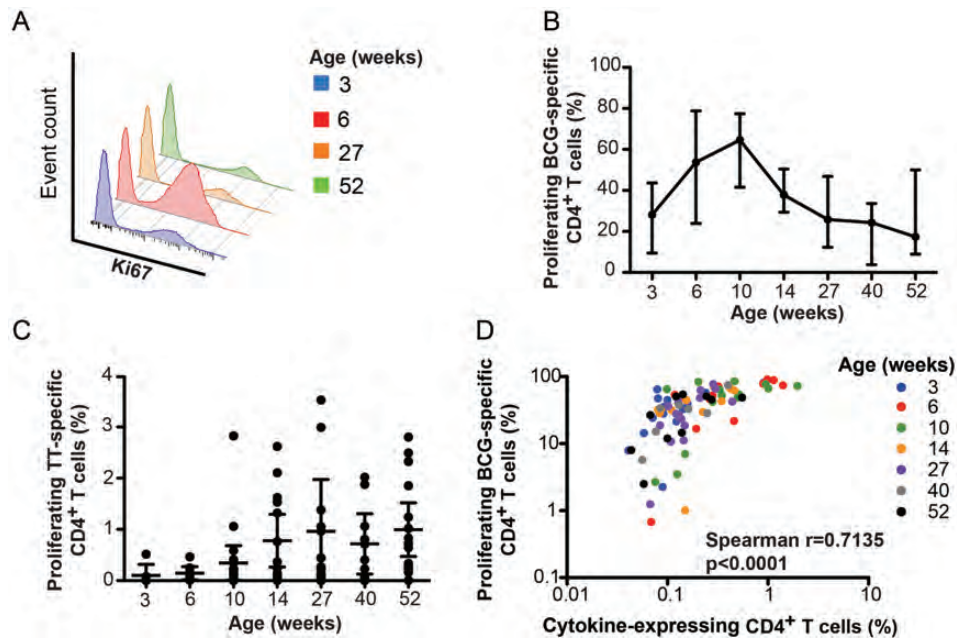 A
Event count
Ki67
Age (weeks)
3
6
27
52
B
Proliferating BCG-specific
CD4+ T cells (%)
100
80
60
40
20
0
3 6 10 14 27 40 52
Age (weeks)
C
Proliferating TT-specific
CD4+ T cells (%)
4
3
2
1
0
3 6 10 14 27 40 52
Age (weeks)
D
Proliferating BCG-specific
CD4+ T cells (%)
100
10
1
0.1
0.01 0.1 1 10
Cytokine-expressing CD4+ T cells (%)
Spearman r=0.7135
p<0.0001
Age (weeks)
3
6
10
14
27
40
52